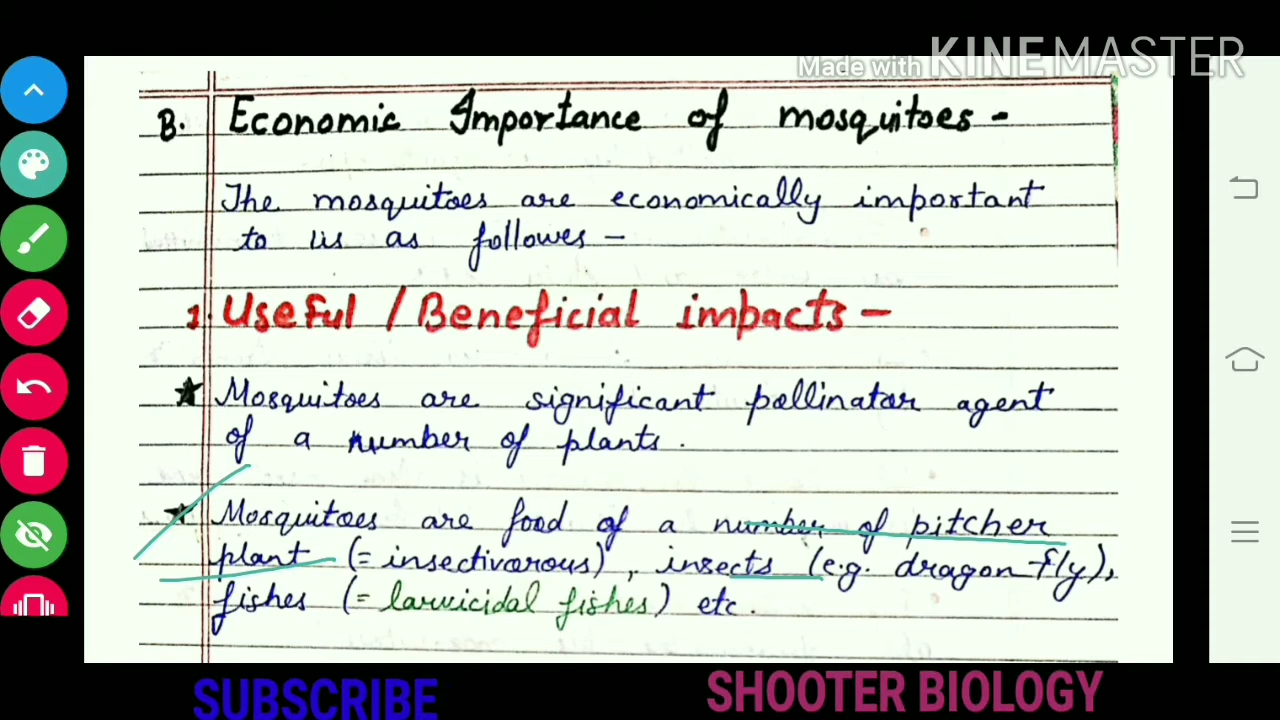 Made with KINEMASTER
B. Economic Importance of mosquitoes -
The mosquitoes are economically important
to us as followes -
1. Useful / Beneficial impacts -
★ Mosquitoes are significant pollinator agent
of a number of plants.
★ Mosquitoes are food of a number of pitcher
plant (= insectivorous), insects (e.g. dragon-fly),
fishes (= larvicidal fishes) etc.
SUBSCRIBE SHOOTER BIOLOGY